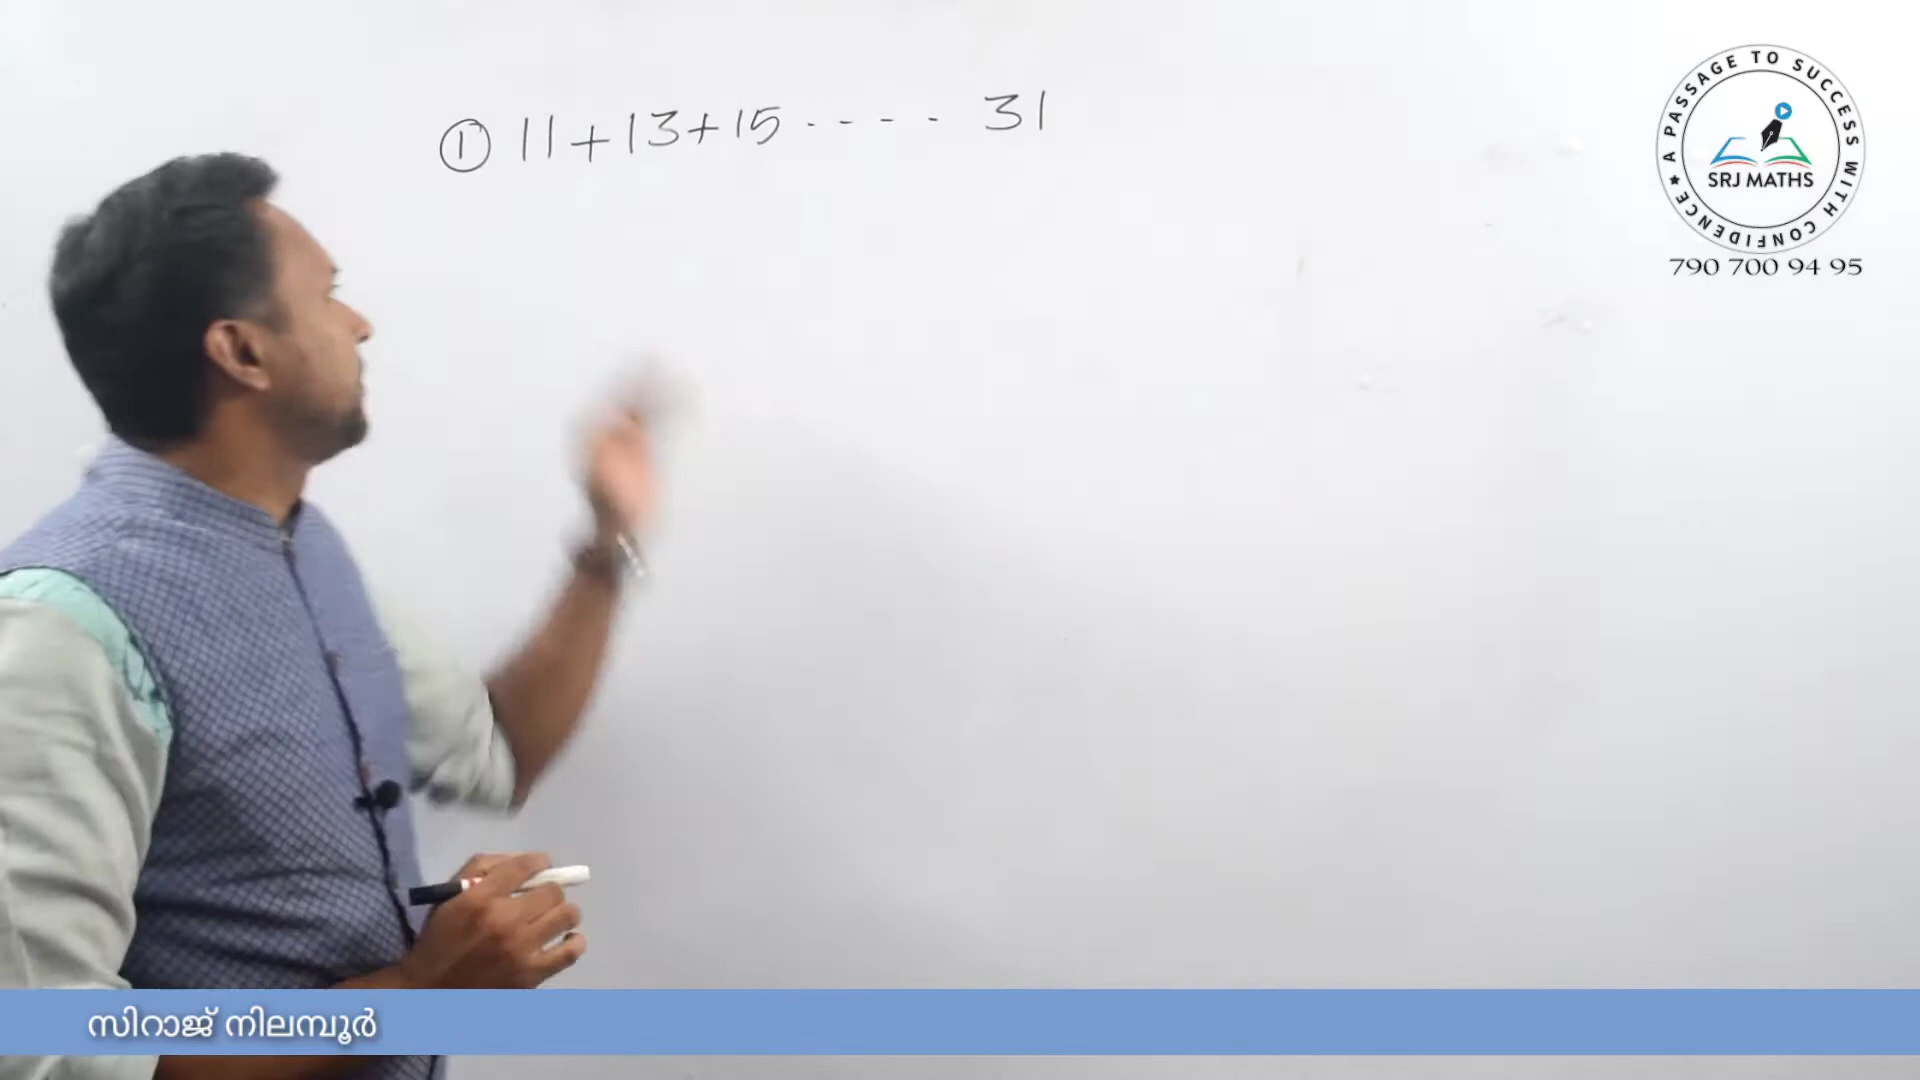 ① 11+13+15 ---- 31
A PASSAGE TO SUCCESS WITH CONFIDENCE ★
SRJ MATHS
790 700 94 95
സിറാജ് നിലമ്പൂർ